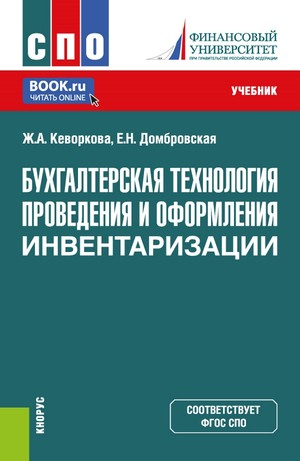 СПО
ФИНАНСОВЫЙ
УНИВЕРСИТЕТ
ПРИ ПРАВИТЕЛЬСТВЕ РОССИЙСКОЙ ФЕДЕРАЦИИ
BOOK.ru
ЧИТАТЬ ONLINE
УЧЕБНИК
Ж.А. Кеворкова, Е.Н. Домбровская
БУХГАЛТЕРСКАЯ ТЕХНОЛОГИЯ
ПРОВЕДЕНИЯ И ОФОРМЛЕНИЯ
ИНВЕНТАРИЗАЦИИ
КНОРУС
СООТВЕТСТВУЕТ
ФГОС СПО